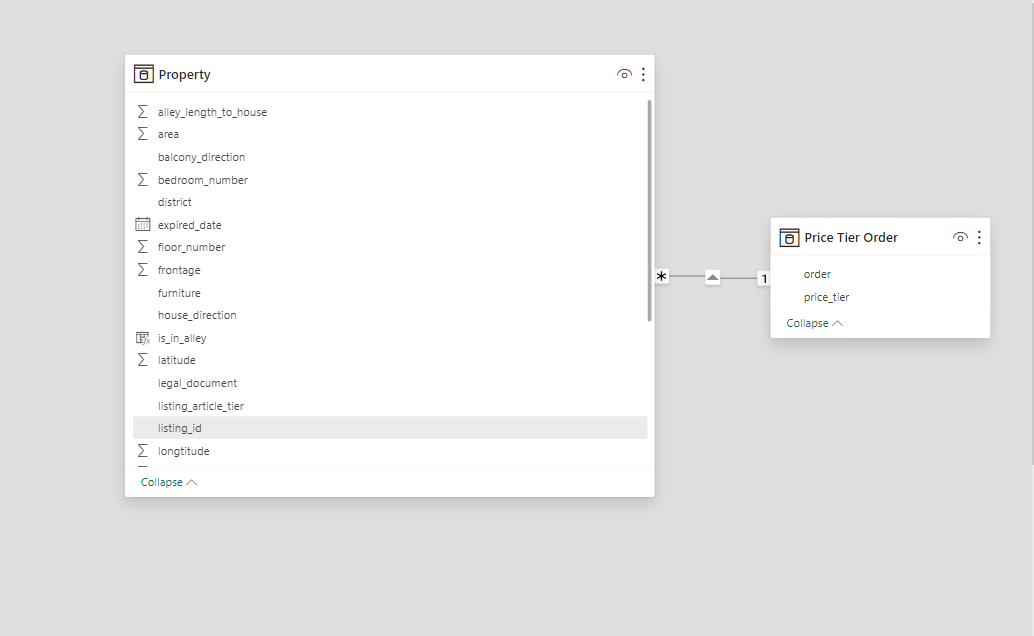 Property
alley_length_to_house
area
balcony_direction
bedroom_number
district
expired_date
floor_number
frontage
furniture
house_direction
is_in_alley
latitude
legal_document
listing_article_tier
listing_id
longtitude
Collapse
* 1
Price Tier Order
order
price_tier
Collapse